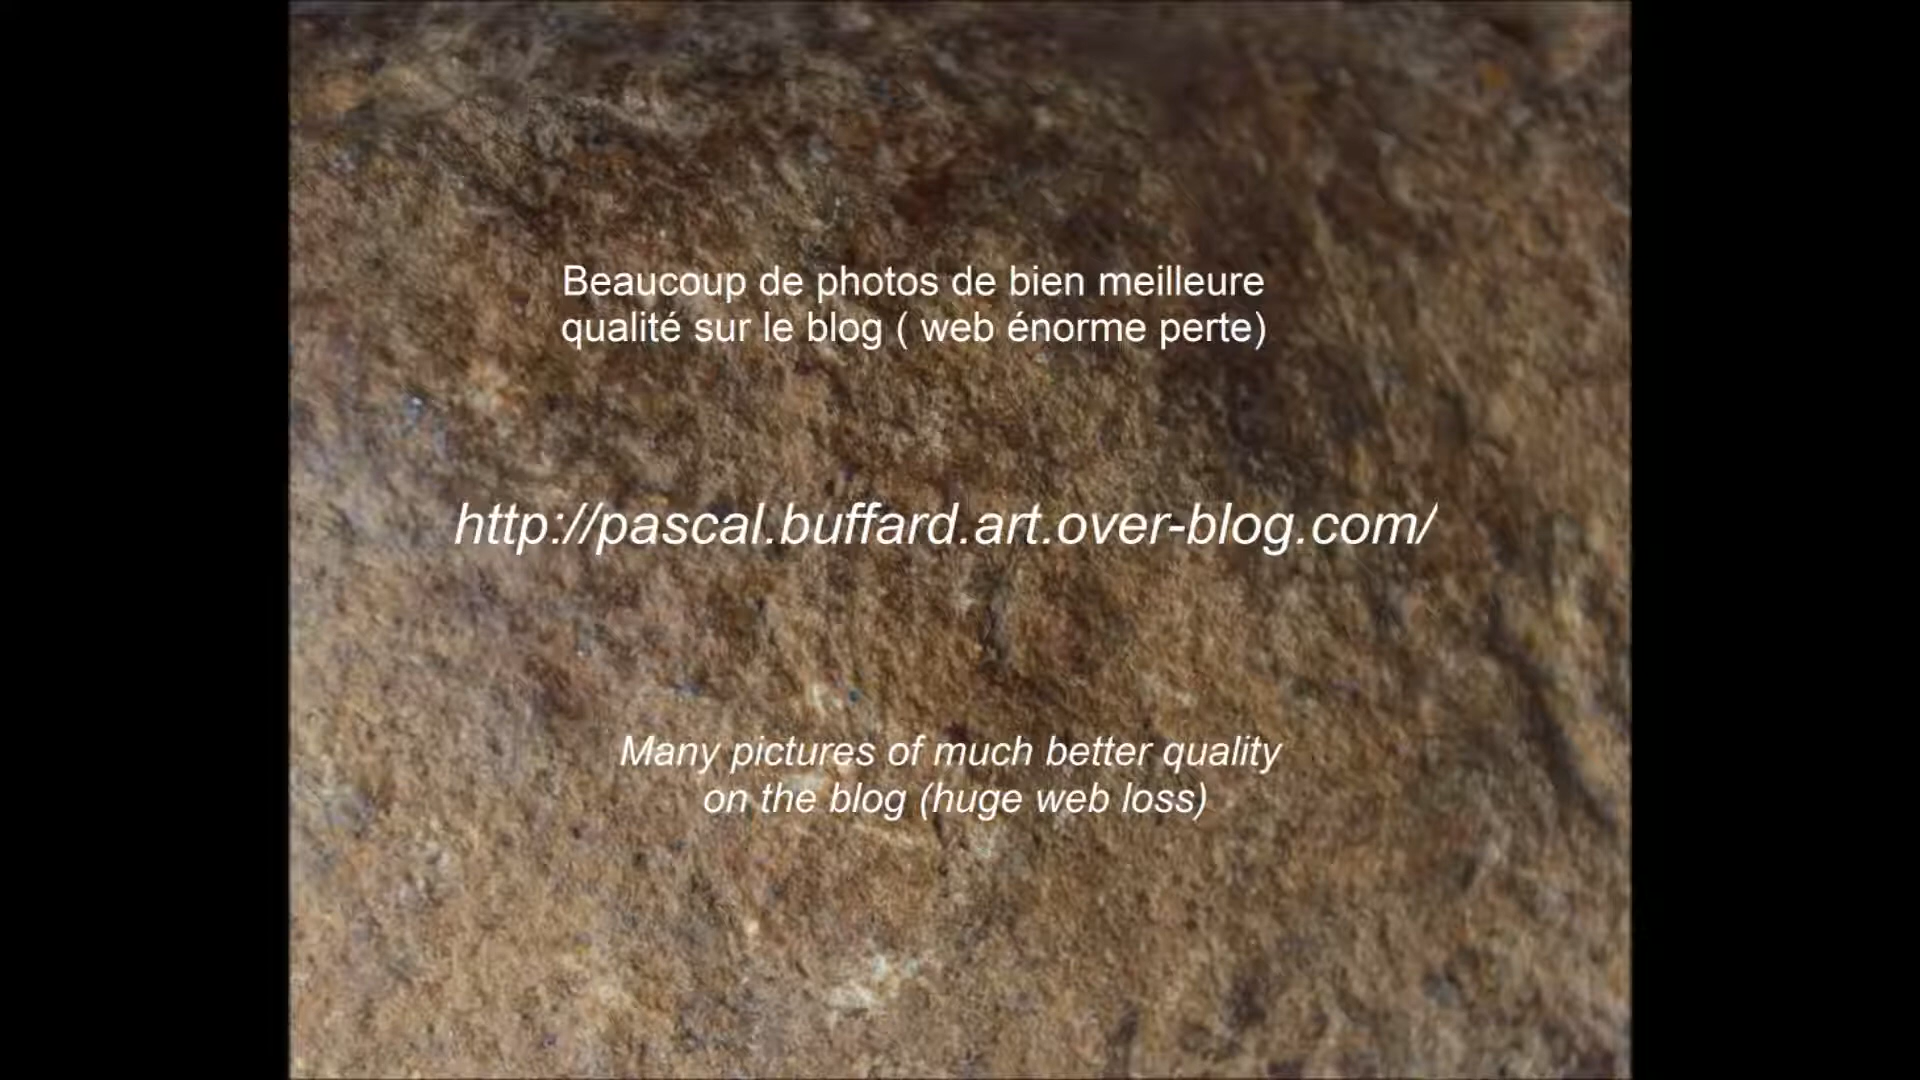 Beaucoup de photos de bien meilleure
qualité sur le blog ( web énorme perte)
http://pascal.buffard.art.over-blog.com/
Many pictures of much better quality
on the blog (huge web loss)